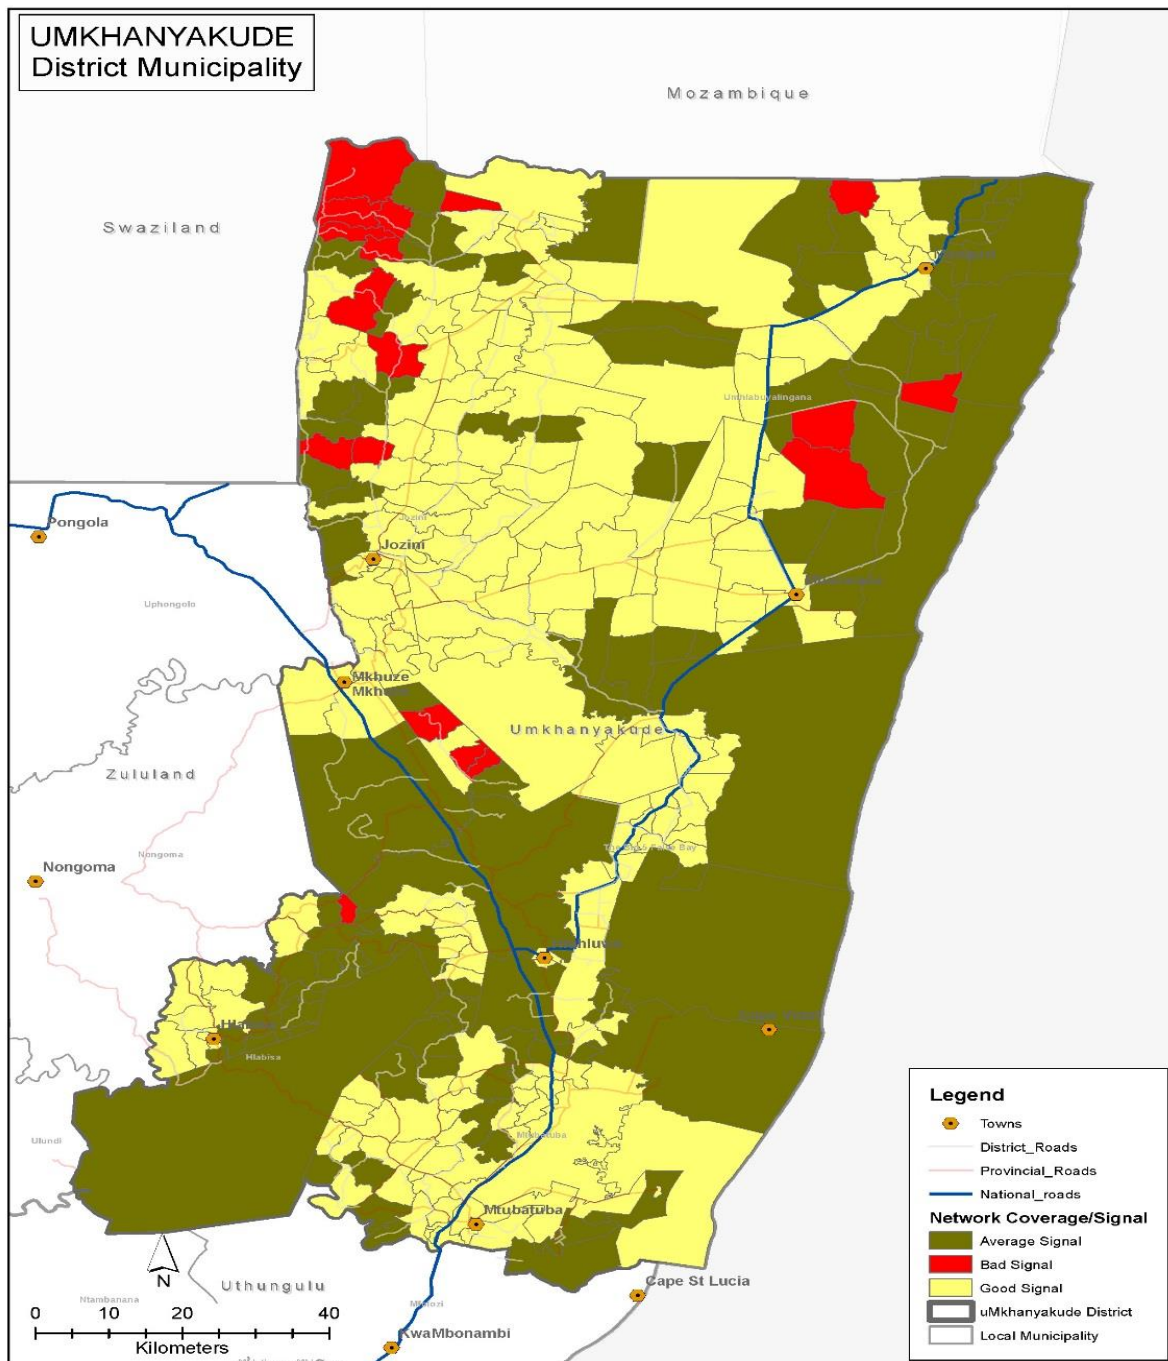 UMKHANYAKUDE
District Municipality
Mozambique
Swaziland
Umhlabuyalingana
Pongola
Jozini
Jozini
Uphongolo
Mkhuze
Mkhuze
Umkhanyakude
Zululand
Nongoma
Nongoma
Hlabisa
Ulundi
Mtubatuba
Mtubatuba
Uthungulu
Cape St Lucia
Ntambanana
KwaMbonambi
N
0 10 20 40
Kilometers
Legend
Towns
District_Roads
Provincial_Roads
National_roads
Network Coverage/Signal
Average Signal
Bad Signal
Good Signal
uMkhanyakude District
Local Municipality